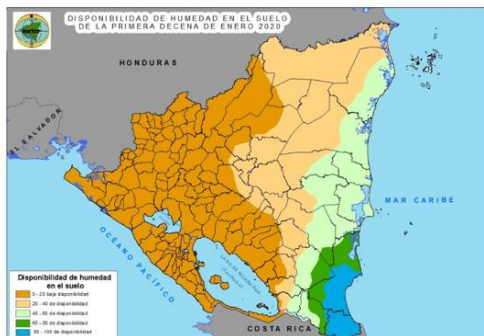 DISPONIBILIDAD DE HUMEDAD EN EL SUELO
DE LA PRIMERA DECENA DE ENERO 2020
HONDURAS
EL SALVADOR
MAR CARIBE
OCÉANO PACÍFICO
COSTA RICA
Disponibilidad de humedad
en el suelo
0 - 20 baja disponibilidad
20 - 40 de disponibilidad
40 - 60 de disponibilidad
60 - 80 de disponibilidad
80 - 100 de disponibilidad